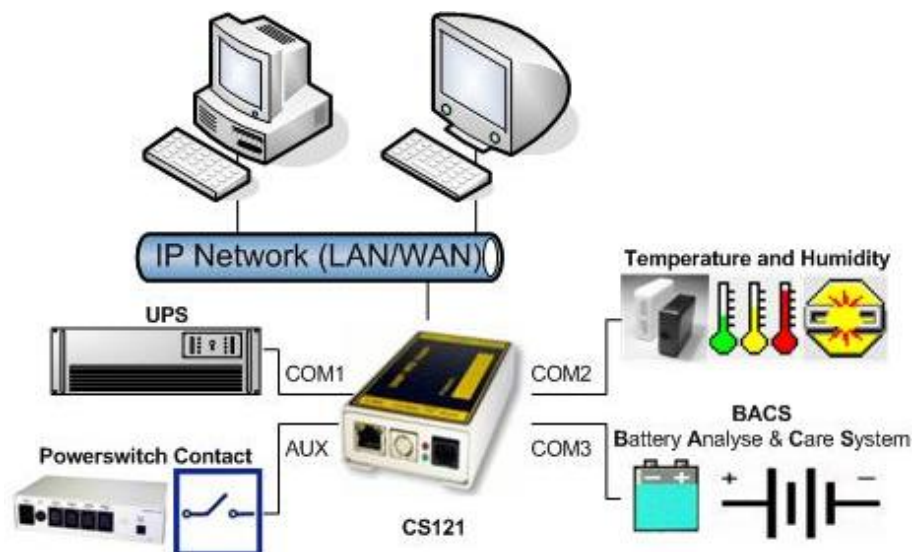 IP Network (LAN/WAN)
Temperature and Humidity
UPS
COM1
COM2
BACS
Battery Analyse & Care System
AUX
COM3
Powerswitch Contact
CS121